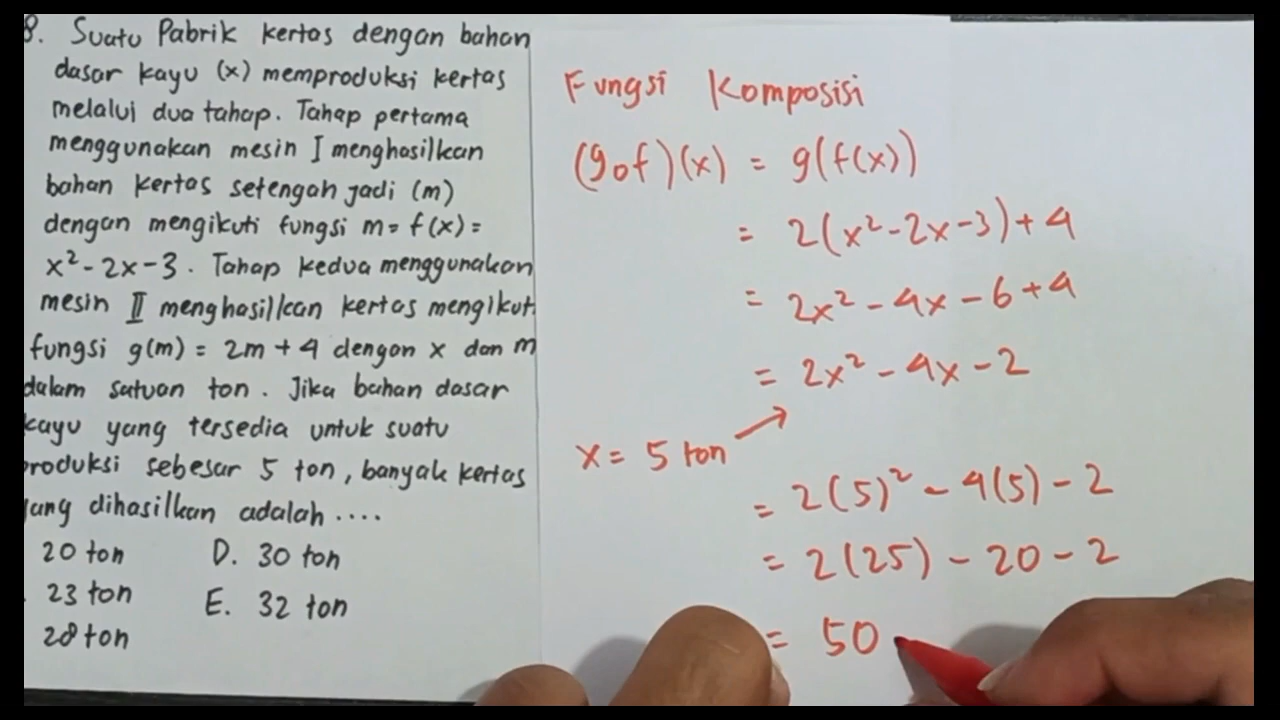 8. Suatu Pabrik kertas dengan bahan
dasar kayu (x) memproduksi kertas
melalui dua tahap. Tahap pertama
menggunakan mesin I menghasilkan
bahan kertas setengah jadi (m)
dengan mengikuti fungsi m = f(x) =
x² - 2x - 3. Tahap kedua menggunakan
mesin II menghasilkan kertas mengikuti
fungsi g(m) = 2m + 4 dengan x dan m
dalam satuan ton. Jika bahan dasar
kayu yang tersedia untuk suatu
produksi sebesar 5 ton, banyak kertas
yang dihasilkan adalah ....
20 ton D. 30 ton
23 ton E. 32 ton
28 ton
Fungsi Komposisi
(gof)(x) = g(f(x))
= 2(x² - 2x - 3) + 4
= 2x² - 4x - 6 + 4
= 2x² - 4x - 2
x = 5 ton
= 2(5)² - 4(5) - 2
= 2(25) - 20 - 2
= 50